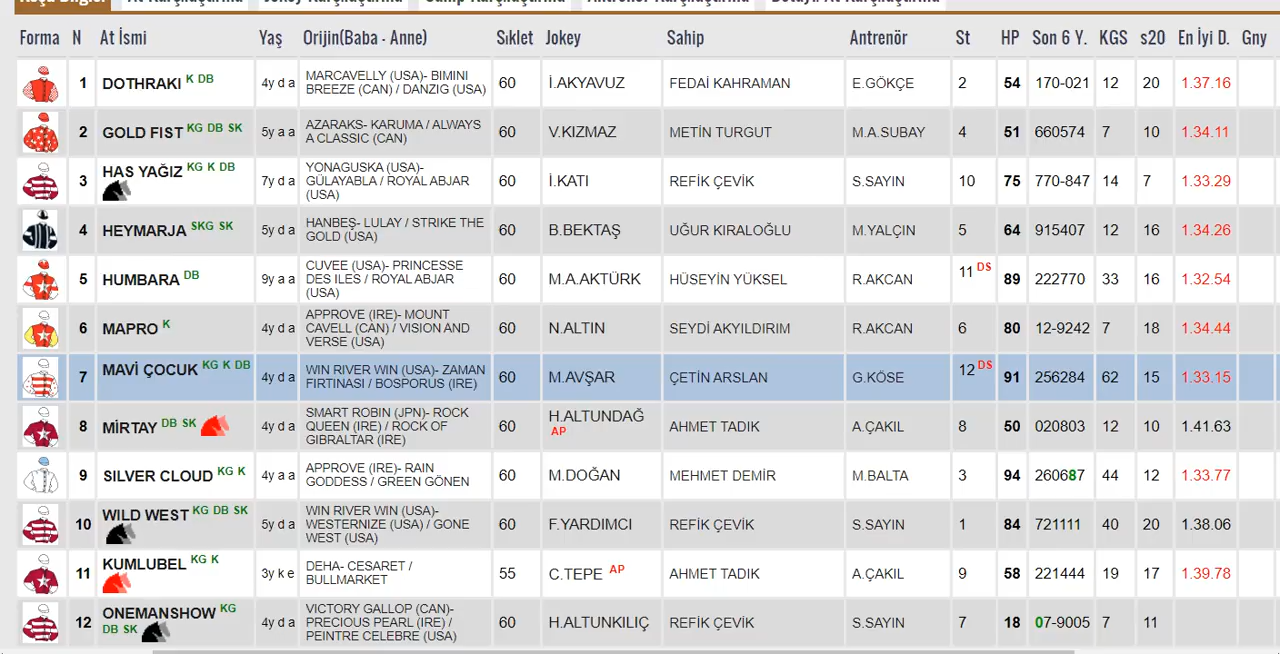 Koşu Bilgisi At Karşılaştırma Jokey Karşılaştırma Sahip Karşılaştırma Antrenör Karşılaştırma Detaylı At Karşılaştırma
Forma N At İsmi Yaş Orijin(Baba - Anne) Sıklet Jokey Sahip Antrenör St HP Son 6 Y. KGS s20 En İyi D. Gny
1 DOTHRAKI K DB 4y d a MARCAVELLY (USA)- BIMINI
BREEZE (CAN) / DANZIG (USA) 60 İ.AKYAVUZ FEDAİ KAHRAMAN E.GÖKÇE 2 54 170-021 12 20 1.37.16
2 GOLD FIST KG DB SK 5y a a AZARAKS- KARUMA / ALWAYS
A CLASSIC (CAN) 60 V.KIZMAZ METİN TURGUT M.A.SUBAY 4 51 660574 7 10 1.34.11
3 HAS YAĞIZ KG K DB 7y d a YONAGUSKA (USA)-
GÜLAYABLA / ROYAL ABJAR
(USA) 60 İ.KATI REFİK ÇEVİK S.SAYIN 10 75 770-847 14 7 1.33.29
4 HEYMARJA SKG SK 5y d a HANBEŞ- LULAY / STRIKE THE
GOLD (USA) 60 B.BEKTAŞ UĞUR KIRALOĞLU M.YALÇIN 5 64 915407 12 16 1.34.26
5 HUMBARA DB 9y a a CUVEE (USA)- PRINCESSE
DES ILES / ROYAL ABJAR
(USA) 60 M.A.AKTÜRK HÜSEYİN YÜKSEL R.AKCAN 11 DS 89 222770 33 16 1.32.54
6 MAPRO K 4y d a APPROVE (IRE)- MOUNT
CAVELL (CAN) / VISION AND
VERSE (USA) 60 N.ALTIN SEYDİ AKYILDIRIM R.AKCAN 6 80 12-9242 7 18 1.34.44
7 MAVİ ÇOCUK KG K DB 4y d a WIN RIVER WIN (USA)- ZAMAN
FIRTINASI / BOSPORUS (IRE) 60 M.AVŞAR ÇETİN ARSLAN G.KÖSE 12 DS 91 256284 62 15 1.33.15
8 MİRTAY DB SK 4y d a SMART ROBIN (JPN)- ROCK
QUEEN (IRE) / ROCK OF
GIBRALTAR (IRE) 60 H.ALTUNDAĞ AP AHMET TADIK A.ÇAKIL 8 50 020803 12 10 1.41.63
9 SILVER CLOUD KG K 4y a a APPROVE (IRE)- RAIN
GODDESS / GREEN GÖNEN 60 M.DOĞAN MEHMET DEMİR M.BALTA 3 94 260687 44 12 1.33.77
10 WILD WEST KG DB SK 5y d a WIN RIVER WIN (USA)-
WESTERNIZE (USA) / GONE
WEST (USA) 60 F.YARDIMCI REFİK ÇEVİK S.SAYIN 1 84 721111 40 20 1.38.06
11 KUMLUBEL KG K 3y k e DEHA- CESARET /
BULLMARKET 55 C.TEPE AP AHMET TADIK A.ÇAKIL 9 58 221444 19 17 1.39.78
12 ONEMANSHOW KG
DB SK 4y d a VICTORY GALLOP (CAN)-
PRECIOUS PEARL (IRE) /
PEINTRE CELEBRE (USA) 60 H.ALTUNKILIÇ REFİK ÇEVİK S.SAYIN 7 18 07-9005 7 11